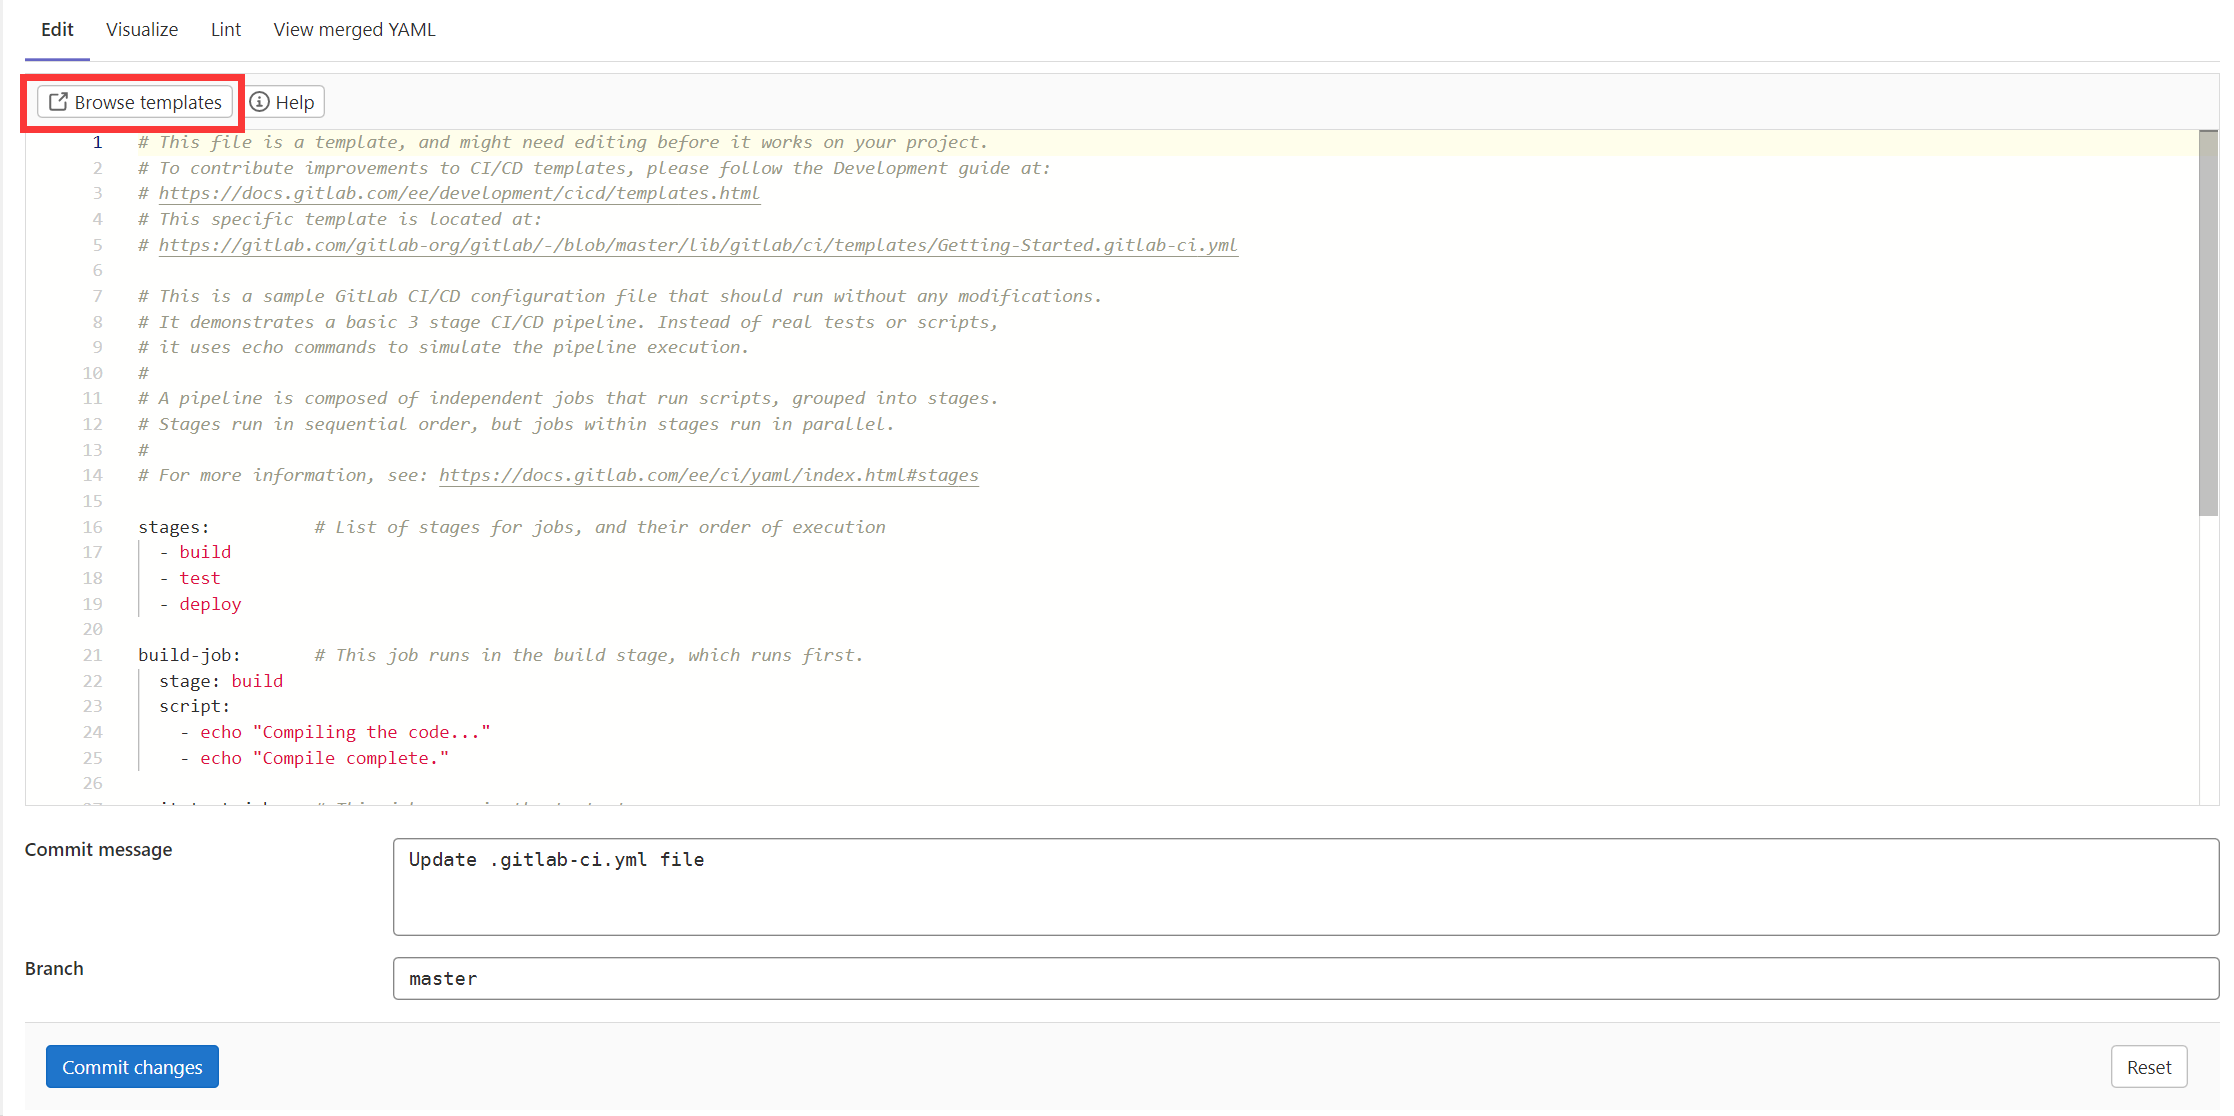 Edit Visualize Lint View merged YAML
Browse templates Help
1 # This file is a template, and might need editing before it works on your project.
2 # To contribute improvements to CI/CD templates, please follow the Development guide at:
3 # https://docs.gitlab.com/ee/development/cicd/templates.html
4 # This specific template is located at:
5 # https://gitlab.com/gitlab-org/gitlab/-/blob/master/lib/gitlab/ci/templates/Getting-Started.gitlab-ci.yml
6
7 # This is a sample GitLab CI/CD configuration file that should run without any modifications.
8 # It demonstrates a basic 3 stage CI/CD pipeline. Instead of real tests or scripts,
9 # it uses echo commands to simulate the pipeline execution.
10 #
11 # A pipeline is composed of independent jobs that run scripts, grouped into stages.
12 # Stages run in sequential order, but jobs within stages run in parallel.
13 #
14 # For more information, see: https://docs.gitlab.com/ee/ci/yaml/index.html#stages
15
16 stages: # List of stages for jobs, and their order of execution
17 - build
18 - test
19 - deploy
20
21 build-job: # This job runs in the build stage, which runs first.
22 stage: build
23 script:
24 - echo "Compiling the code..."
25 - echo "Compile complete."
26
Commit message
Update .gitlab-ci.yml file
Branch
master
Commit changes Reset